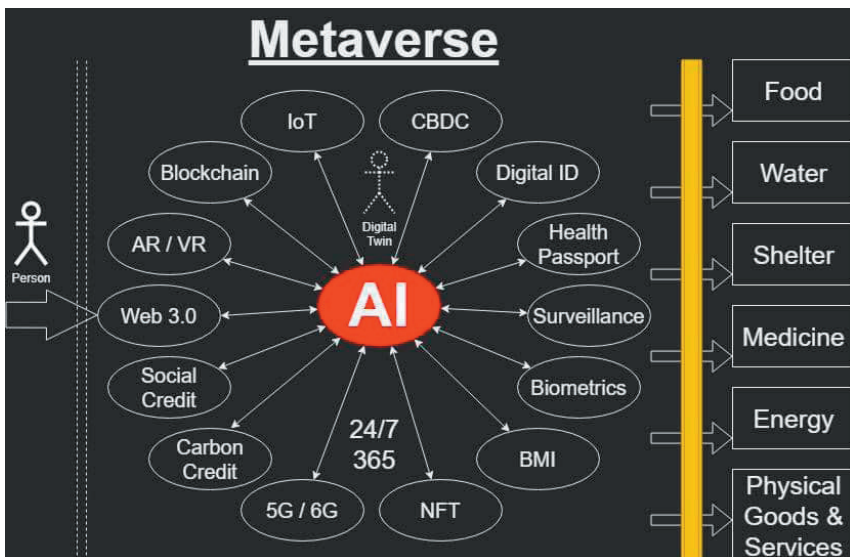 Metaverse
IoT
CBDC
Blockchain
Digital ID
Digital
Twin
AR / VR
Health
Passport
Person
AI
Web 3.0
Surveillance
Social
Credit
Biometrics
Carbon
Credit
24/7
365
BMI
5G / 6G
NFT
Food
Water
Shelter
Medicine
Energy
Physical
Goods &
Services